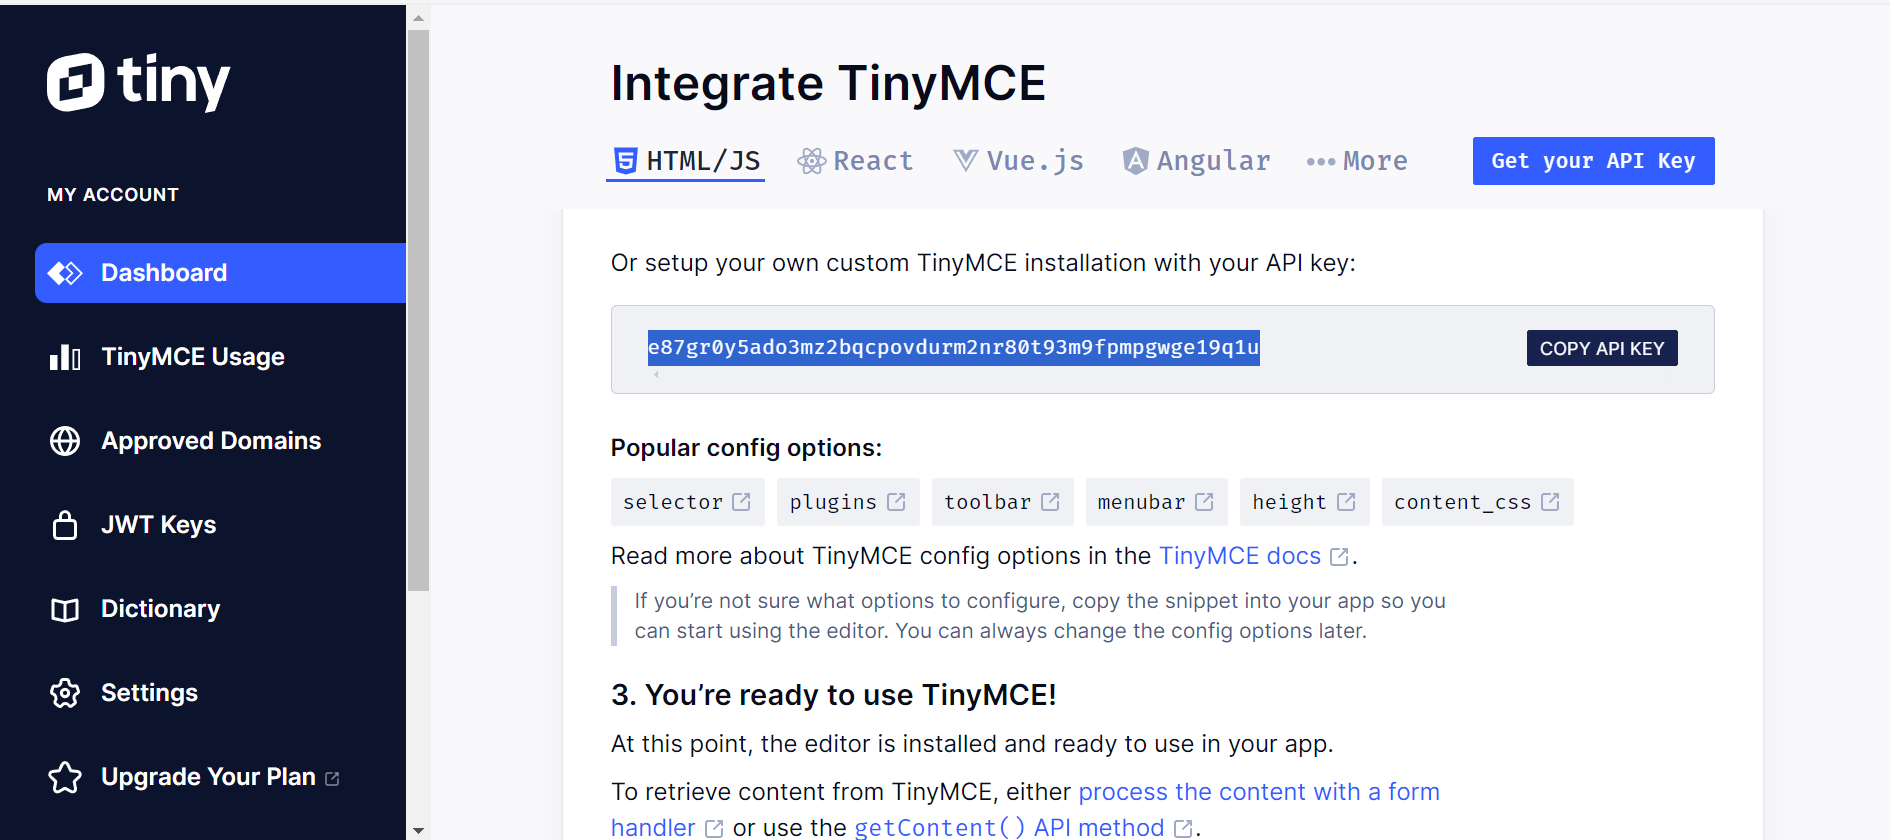 tiny
MY ACCOUNT
Dashboard
TinyMCE Usage
Approved Domains
JWT Keys
Dictionary
Settings
Upgrade Your Plan
Integrate TinyMCE
HTML/JS React Vue.js Angular More Get your API Key
Or setup your own custom TinyMCE installation with your API key:
e87gr0y5ado3mz2bqcpovdurm2nr80t93m9fpmpgwge19q1u COPY API KEY
Popular config options:
selector plugins toolbar menubar height content_css
Read more about TinyMCE config options in the TinyMCE docs.
If you’re not sure what options to configure, copy the snippet into your app so you
can start using the editor. You can always change the config options later.
3. You’re ready to use TinyMCE!
At this point, the editor is installed and ready to use in your app.
To retrieve content from TinyMCE, either process the content with a form
handler or use the getContent() API method.